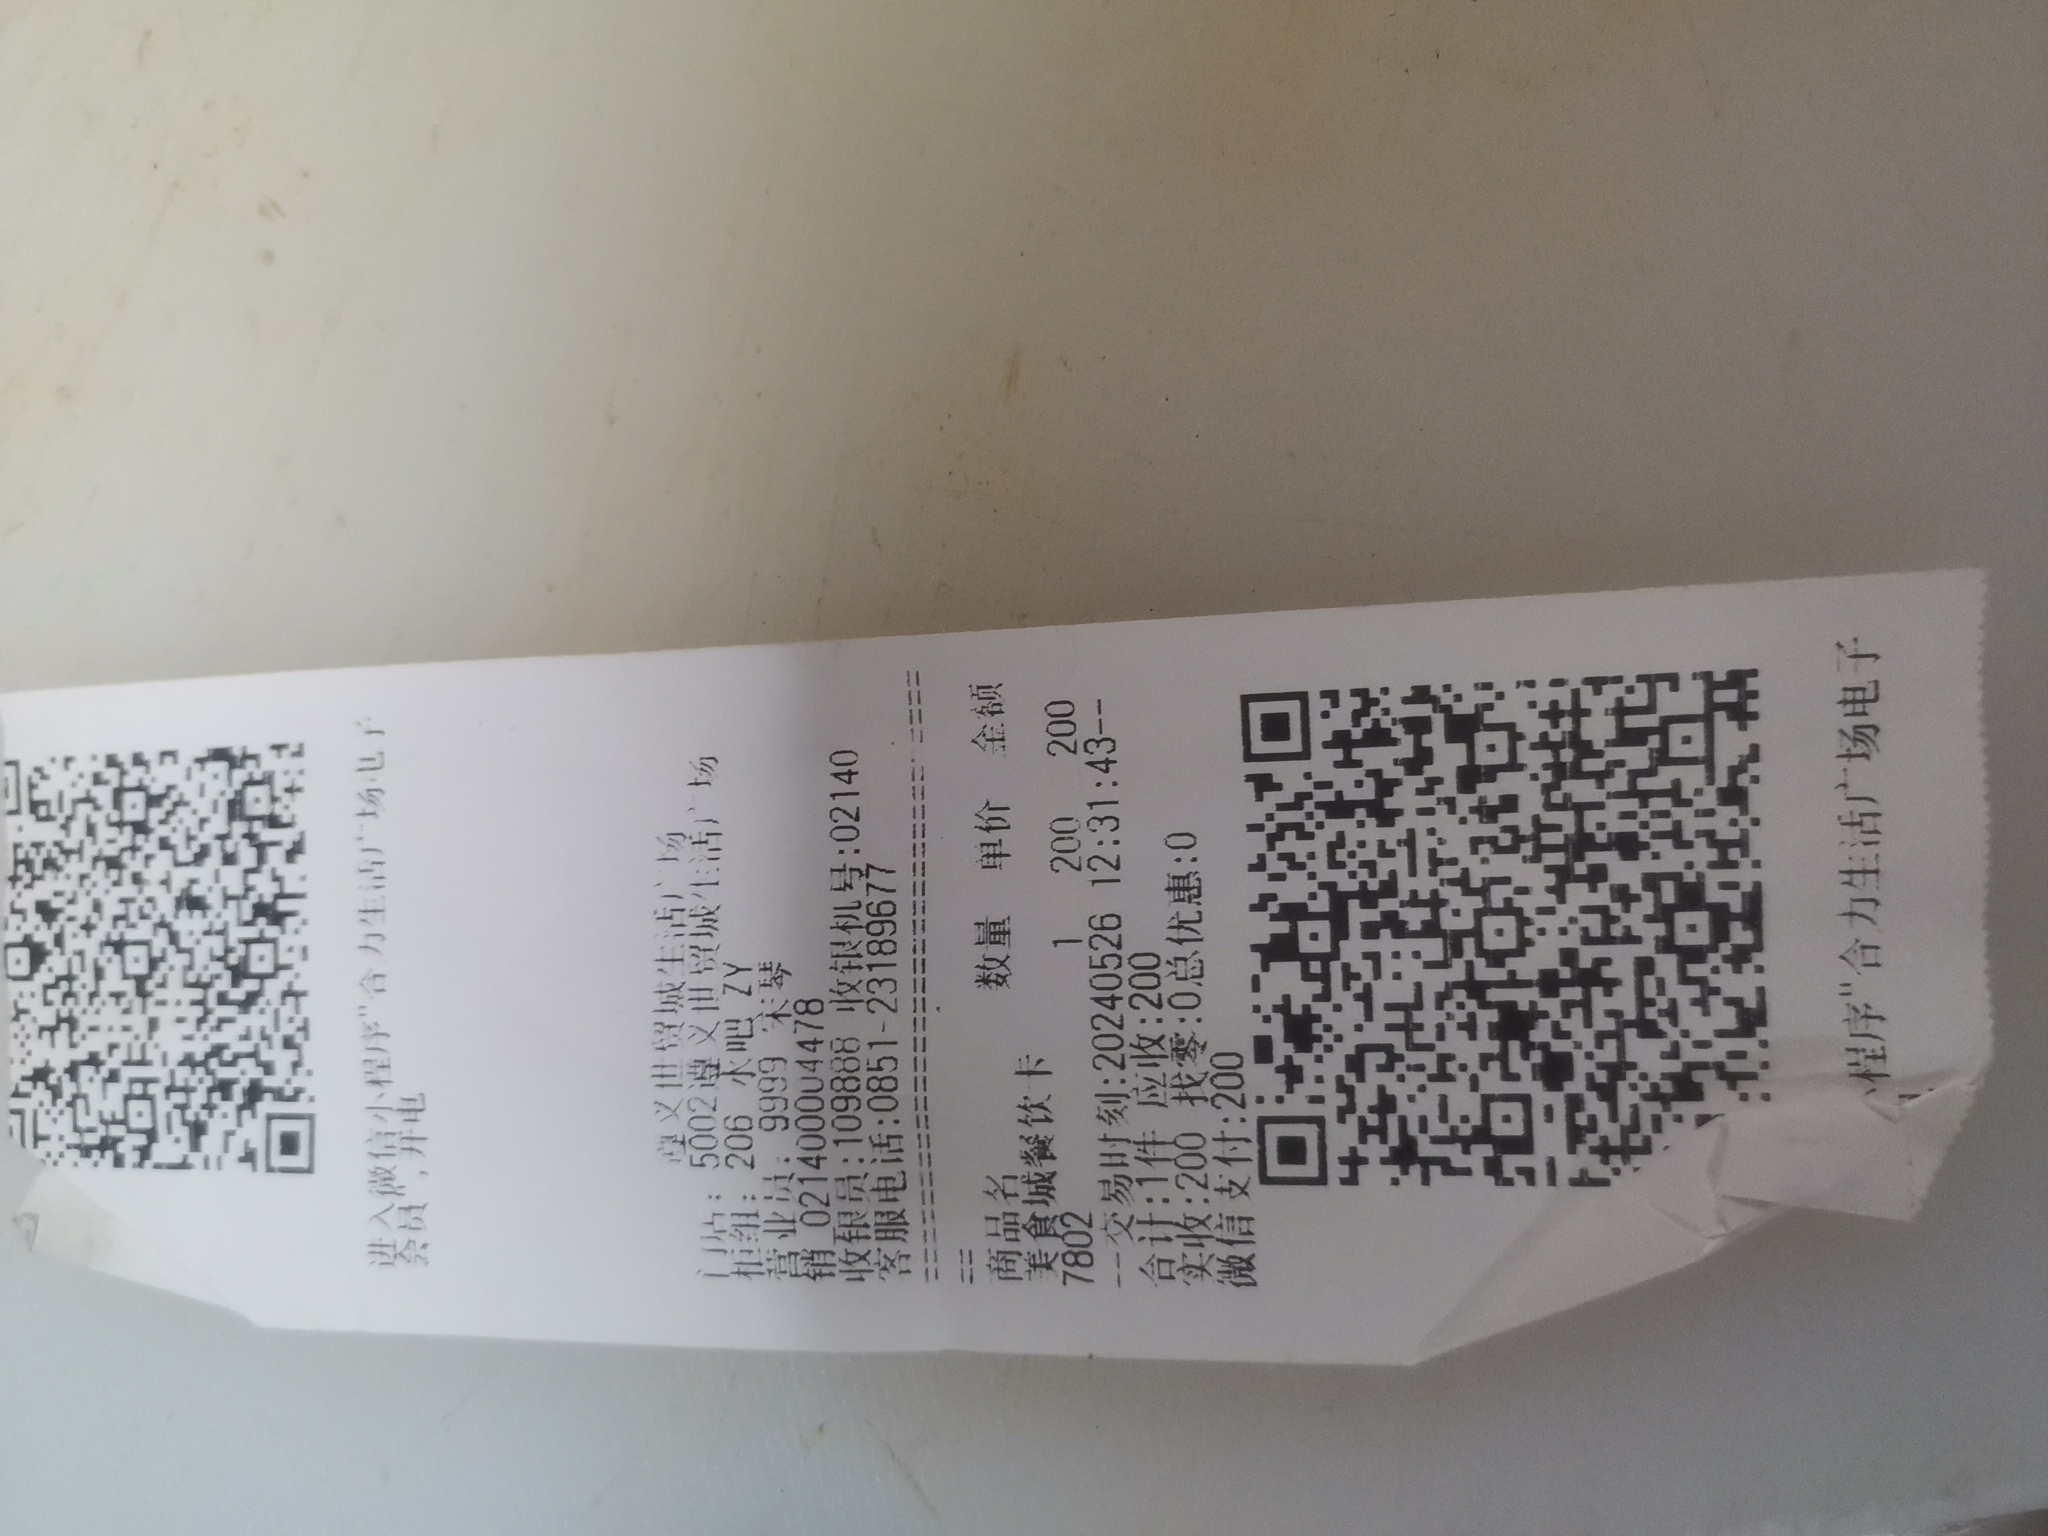 进入微信小程序"合力生活广场电子
会员",开电
遵义世贸城生活广场
门店: 5002遵义世贸城生活广场
柜组: 206 水吧 ZY
营业员: 99999 宋琴
销 0214000004478
收银员:109888 收银机号:02140
客服电话:0851-23189677
================================
==
商品名 数量 单价 金额
美食城餐饮卡
7802 1 200 200
--交易时刻:20240526 12:31:43--
合计:1件 应收:200
实收:200 找零:0总优惠:0
微信支付:200
程序"合力生活广场电子